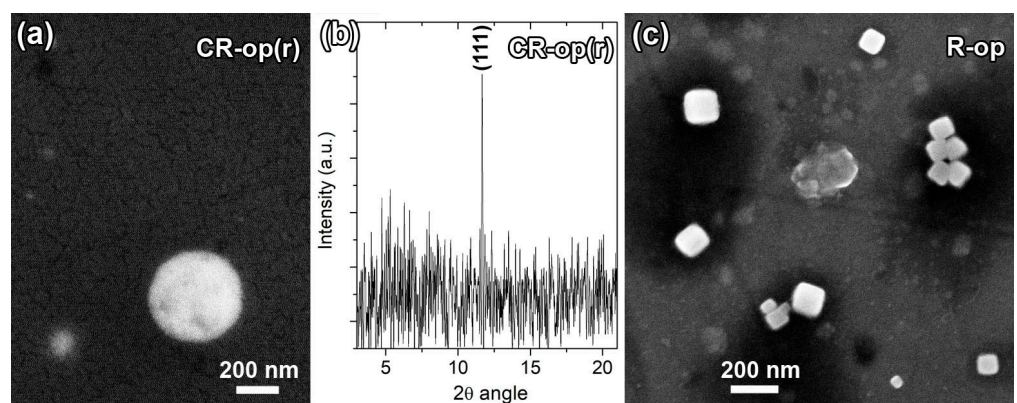 (a)
CR-op(r)
200 nm
(b)
CR-op(r)
(111)
Intensity (a.u.)
5 10 15 20
2θ angle
(c)
R-op
200 nm